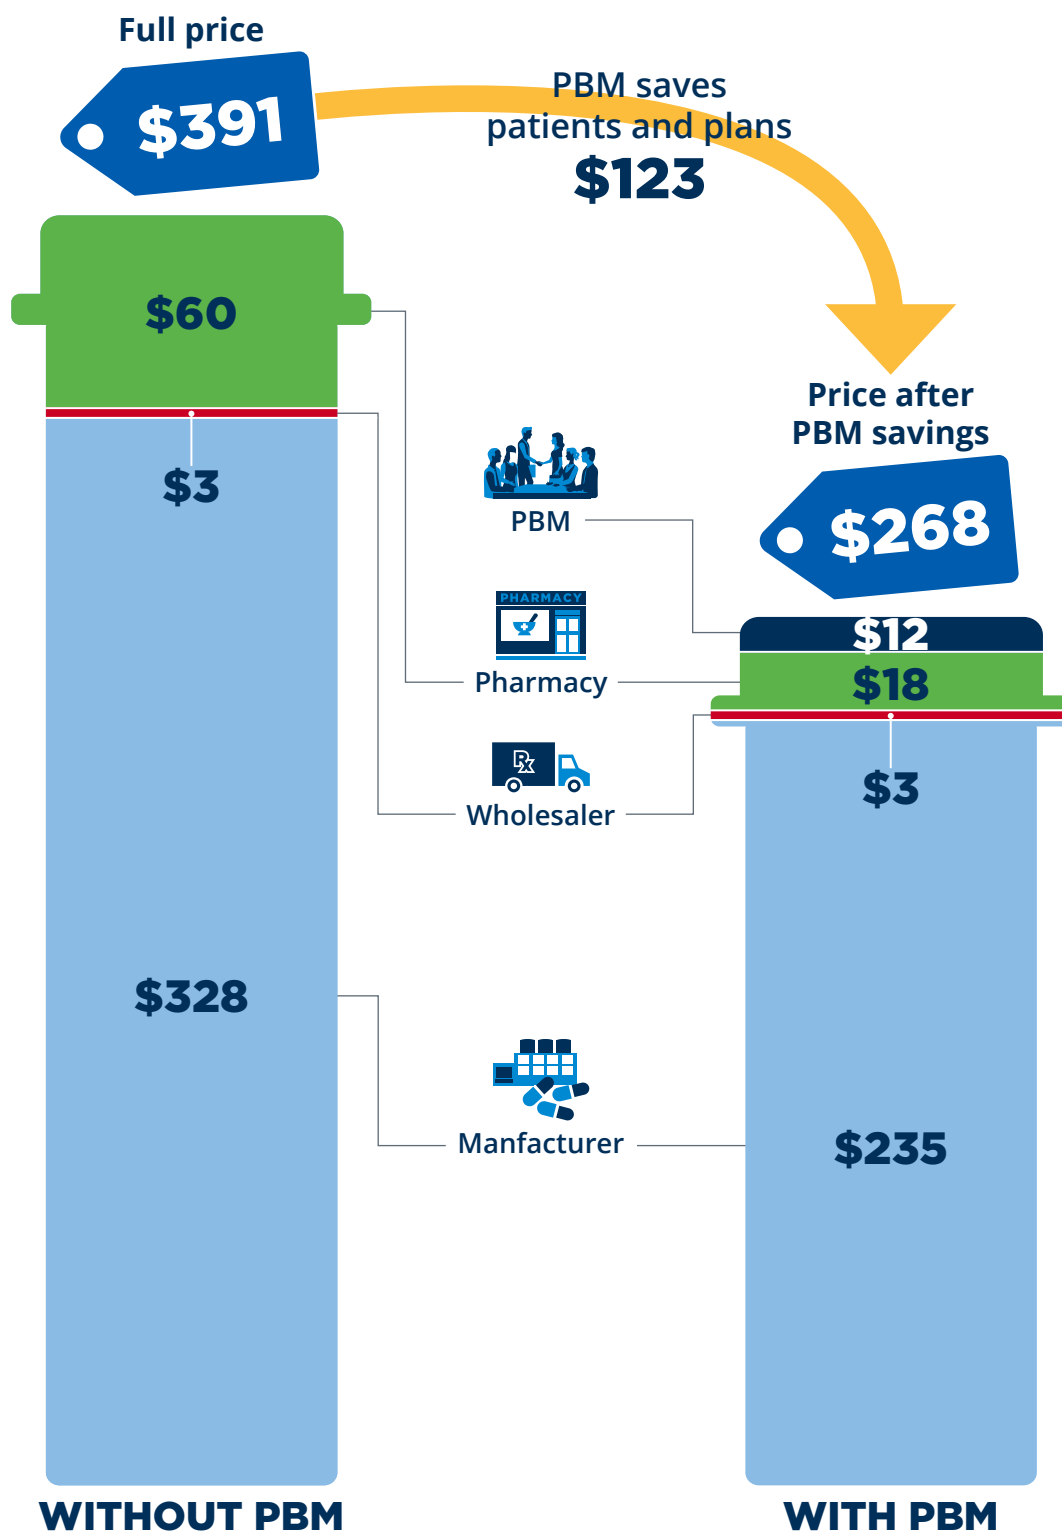 Full price
$391
PBM saves
patients and plans
$123
$60
$3
$328
WITHOUT PBM
PBM
PHARMACY
Pharmacy
Rx
Wholesaler
Manfacturer
Price after
PBM savings
$268
$12
$18
$3
$235
WITH PBM